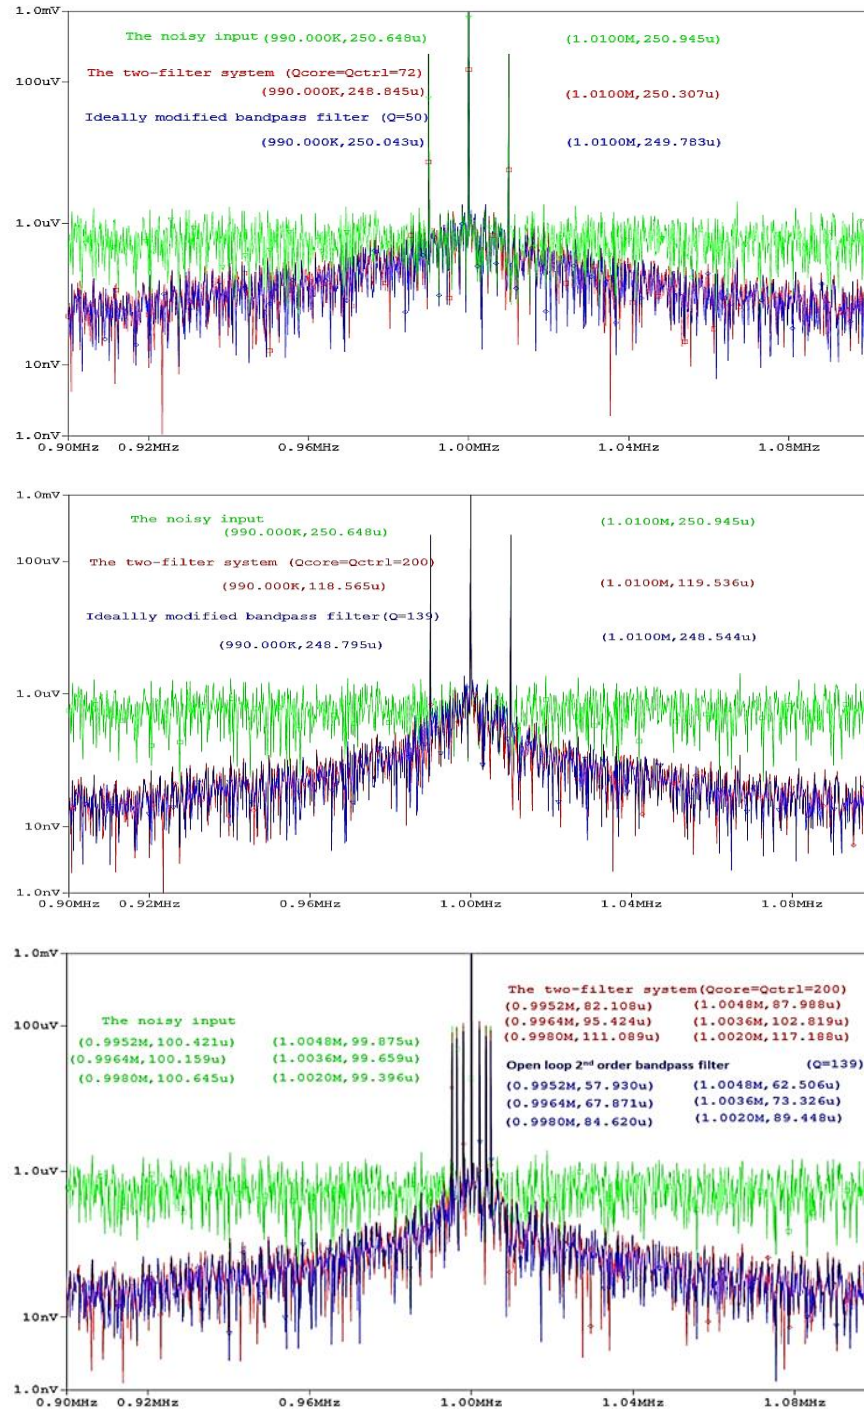 1.0mV
The noisy input (990.000K,250.648u) (1.0100M,250.945u)
The two-filter system (Qcore=Qctrl=72)
100uV (990.000K,248.845u) (1.0100M,250.307u)
Ideally modified bandpass filter (Q=50)
(990.000K,250.043u) (1.0100M,249.783u)
1.0uV
10nV
1.0nV
0.90MHz 0.92MHz 0.96MHz 1.00MHz 1.04MHz 1.08MHz
1.0mV
The noisy input (1.0100M,250.945u)
(990.000K,250.648u)
100uV The two-filter system (Qcore=Qctrl=200)
(990.000K,118.565u) (1.0100M,119.536u)
Ideallly modified bandpass filter(Q=139)
(990.000K,248.795u) (1.0100M,248.544u)
1.0uV
10nV
1.0nV
0.90MHz 0.92MHz 0.96MHz 1.00MHz 1.04MHz 1.08MHz
1.0mV
The two-filter system(Qcore=Qctrl=200)
(0.9952M,82.108u) (1.0048M,87.988u)
100uV The noisy input (0.9964M,95.424u) (1.0036M,102.819u)
(0.9980M,111.089u) (1.0020M,117.188u)
(0.9952M,100.421u) (1.0048M,99.875u)
(0.9964M,100.159u) (1.0036M,99.659u) Open loop 2nd order bandpass filter (Q=139)
(0.9980M,100.645u) (1.0020M,99.396u) (0.9952M,57.930u) (1.0048M,62.506u)
(0.9964M,67.871u) (1.0036M,73.326u)
(0.9980M,84.620u) (1.0020M,89.448u)
1.0uV
10nV
1.0nV
0.90MHz 0.92MHz 0.96MHz 1.00MHz 1.04MHz 1.08MHz